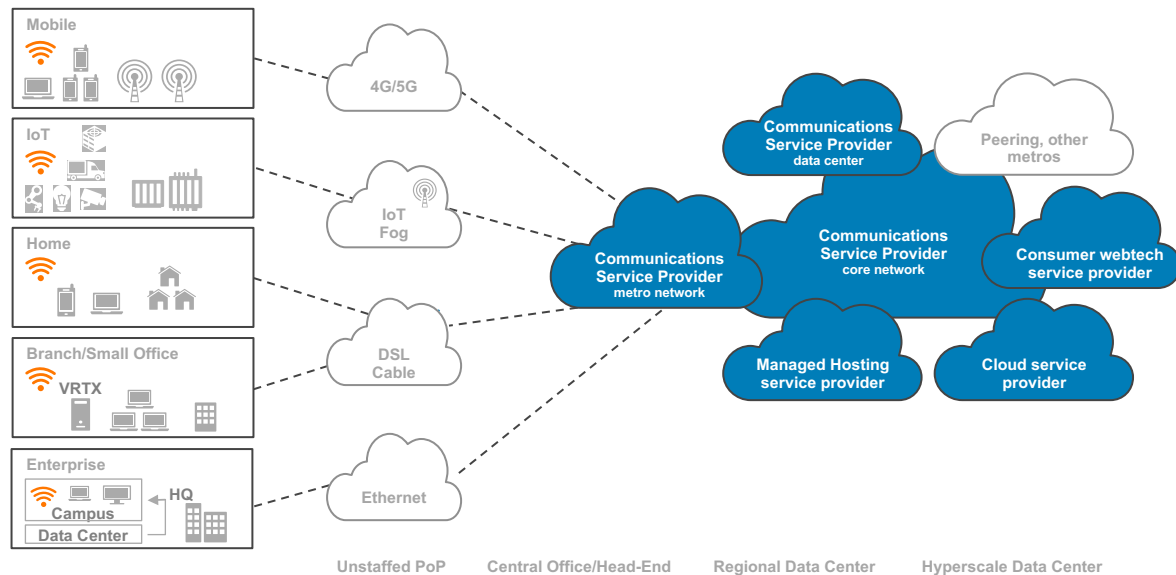 Mobile
IoT
Home
Branch/Small Office
VRTX
Enterprise
Campus
Data Center
HQ
4G/5G
IoT
Fog
DSL
Cable
Ethernet
Communications
Service Provider
metro network
Communications
Service Provider
data center
Peering, other
metros
Communications
Service Provider
core network
Consumer webtech
service provider
Managed Hosting
service provider
Cloud service
provider
Unstaffed PoP
Central Office/Head-End
Regional Data Center
Hyperscale Data Center